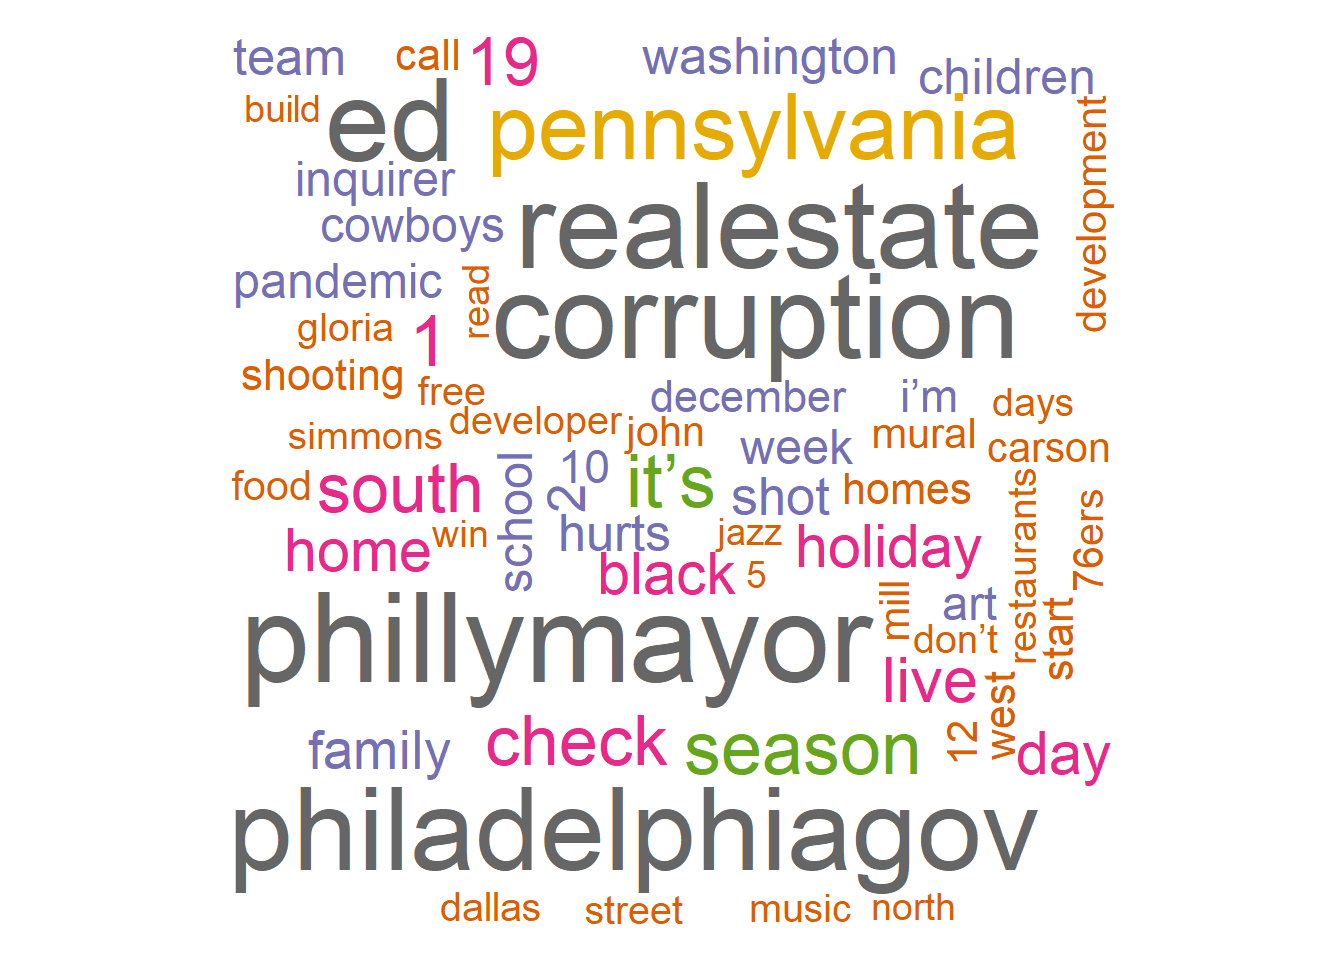 team
call
19
washington
children
build
ed
pennsylvania
development
inquirer
realestate
cowboys
pandemic
read
corruption
gloria
1
shooting
free
december
i’m
days
simmons
developer
john
week
mural
carson
food
south
school
10
2
it’s
shot
homes
restaurants
76ers
home
win
hurts
jazz
holiday
black
5
mill
art
start
phillymayor
don’t
live
west
family
check
season
12
day
philadelphiagov
dallas
street
music
north